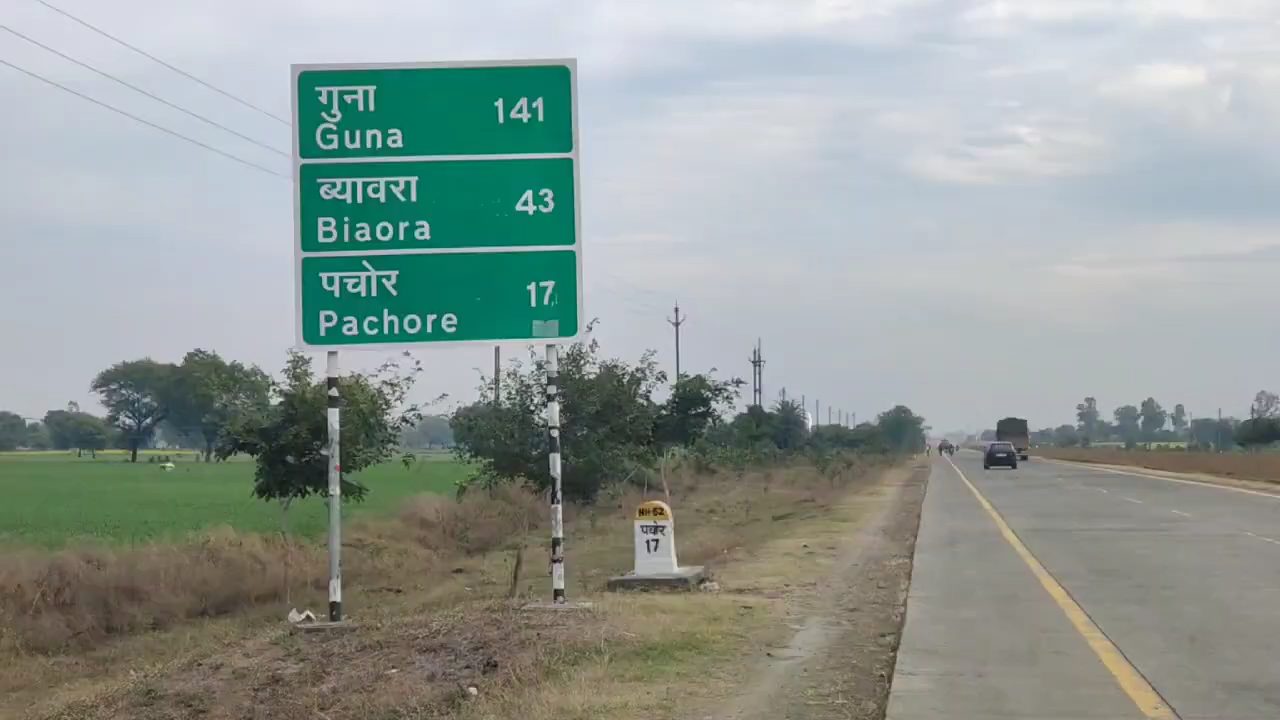 गुना 141
Guna
ब्यावरा 43
Biaora
पचोर 17
Pachore
NH-52
पचोर
17